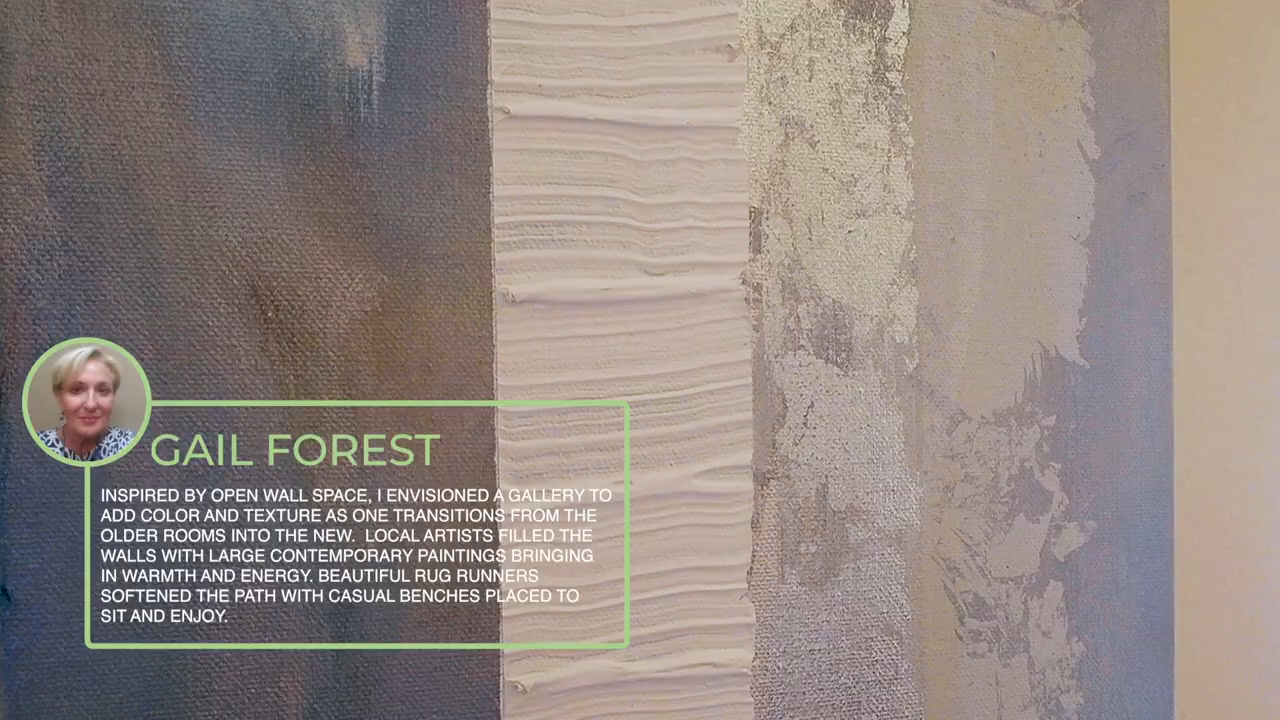 GAIL FOREST
INSPIRED BY OPEN WALL SPACE, I ENVISIONED A GALLERY TO
ADD COLOR AND TEXTURE AS ONE TRANSITIONS FROM THE
OLDER ROOMS INTO THE NEW.  LOCAL ARTISTS FILLED THE
WALLS WITH LARGE CONTEMPORARY PAINTINGS BRINGING
IN WARMTH AND ENERGY. BEAUTIFUL RUG RUNNERS
SOFTENED THE PATH WITH CASUAL BENCHES PLACED TO
SIT AND ENJOY.